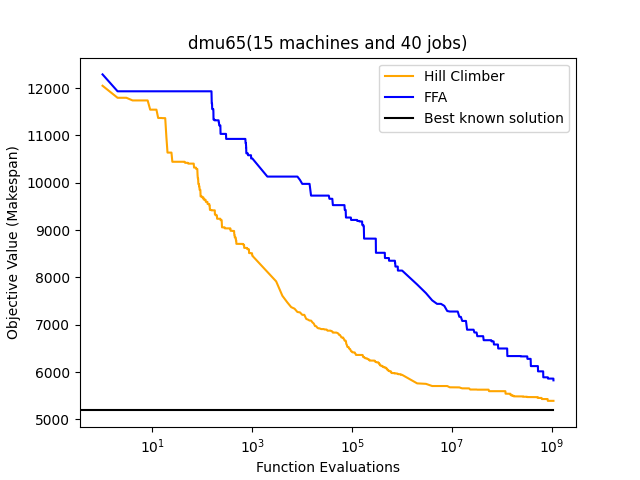 dmu65(15 machines and 40 jobs)
Hill Climber
FFA
Best known solution
Objective Value (Makespan)
12000
11000
10000
9000
8000
7000
6000
5000
10^1 10^3 10^5 10^7 10^9
Function Evaluations